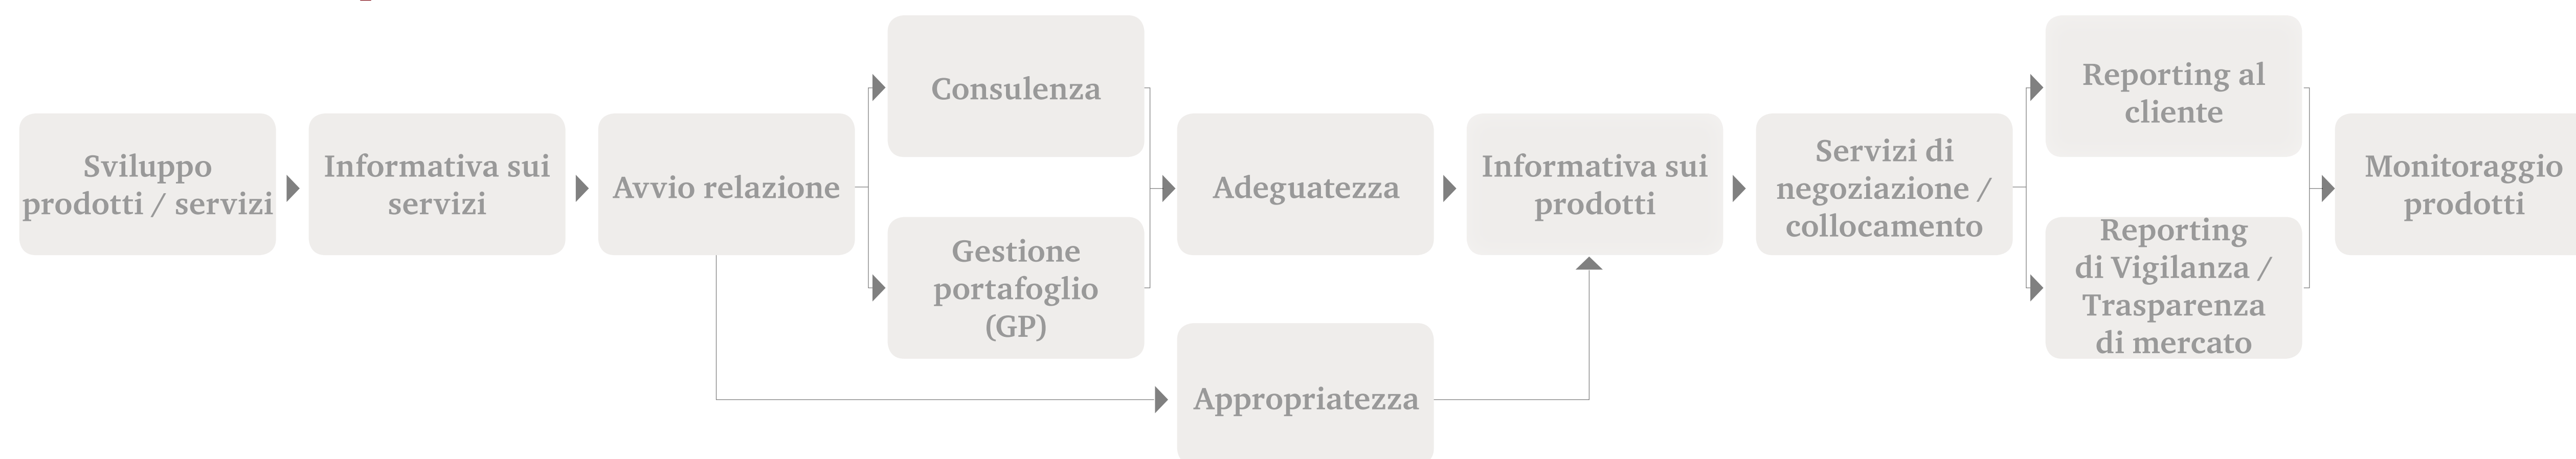 Sviluppo
prodotti / servizi
Informativa sui
servizi
Avvio relazione
Consulenza
Gestione
portafoglio
(GP)
Adeguatezza
Appropriatezza
Informativa sui
prodotti
Servizi di
negoziazione /
collocamento
Reporting al
cliente
Reporting
di Vigilanza /
Trasparenza
di mercato
Monitoraggio
prodotti